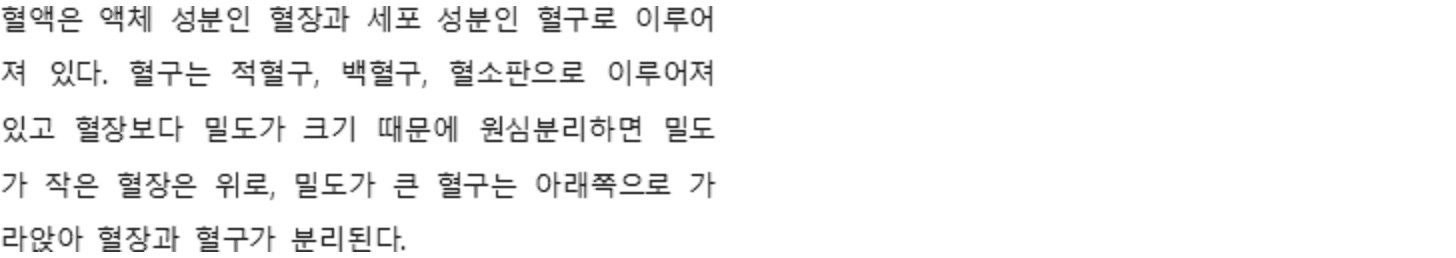 혈액은 액체 성분인 혈장과 세포 성분인 혈구로 이루어
져 있다. 혈구는 적혈구, 백혈구, 혈소판으로 이루어져
있고 혈장보다 밀도가 크기 때문에 원심분리하면 밀도
가 작은 혈장은 위로, 밀도가 큰 혈구는 아래쪽으로 가
라앉아 혈장과 혈구가 분리된다.